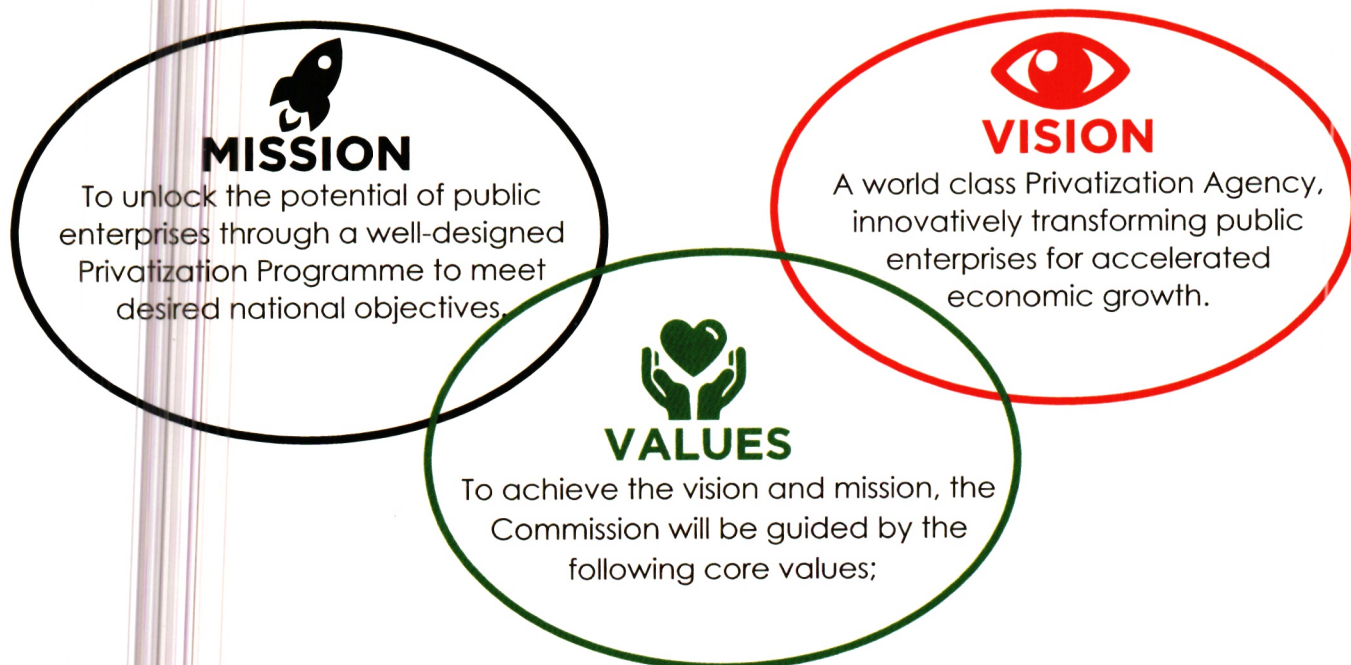 MISSION
To unlock the potential of public
enterprises through a well-designed
Privatization Programme to meet
desired national objectives.
VISION
A world class Privatization Agency,
innovatively transforming public
enterprises for accelerated
economic growth.
VALUES
To achieve the vision and mission, the
Commission will be guided by the
following core values;